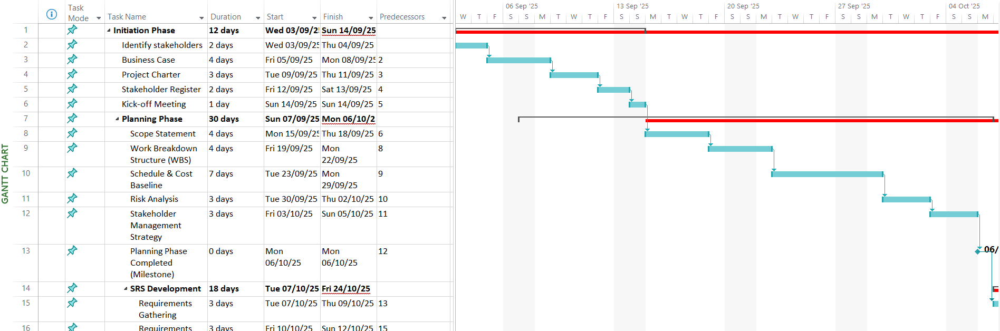 GANTT CHART
Task Mode Task Name Duration Start Finish Predecessors
06 Sep '25 13 Sep '25 20 Sep '25 27 Sep '25 04 Oct '25
W T F S S M T W T F S S M T W T F S S M T W T F S S M T W T F S S M
1 Initiation Phase 12 days Wed 03/09/25 Sun 14/09/25
2 Identify stakeholders 2 days Wed 03/09/25 Thu 04/09/25
3 Business Case 4 days Fri 05/09/25 Mon 08/09/25 2
4 Project Charter 3 days Tue 09/09/25 Thu 11/09/25 3
5 Stakeholder Register 2 days Fri 12/09/25 Sat 13/09/25 4
6 Kick-off Meeting 1 day Sun 14/09/25 Sun 14/09/25 5
7 Planning Phase 30 days Sun 07/09/25 Mon 06/10/2
8 Scope Statement 4 days Mon 15/09/25 Thu 18/09/25 6
9 Work Breakdown Structure (WBS) 4 days Fri 19/09/25 Mon 22/09/25 8
10 Schedule & Cost Baseline 7 days Tue 23/09/25 Mon 29/09/25 9
11 Risk Analysis 3 days Tue 30/09/25 Thu 02/10/25 10
12 Stakeholder Management Strategy 3 days Fri 03/10/25 Sun 05/10/25 11
13 Planning Phase Completed (Milestone) 0 days Mon 06/10/25 Mon 06/10/25 12
06/
14 SRS Development 18 days Tue 07/10/25 Fri 24/10/25
15 Requirements Gathering 3 days Tue 07/10/25 Thu 09/10/25 13
16 Requirements 3 days Fri 10/10/25 Sun 12/10/25 15